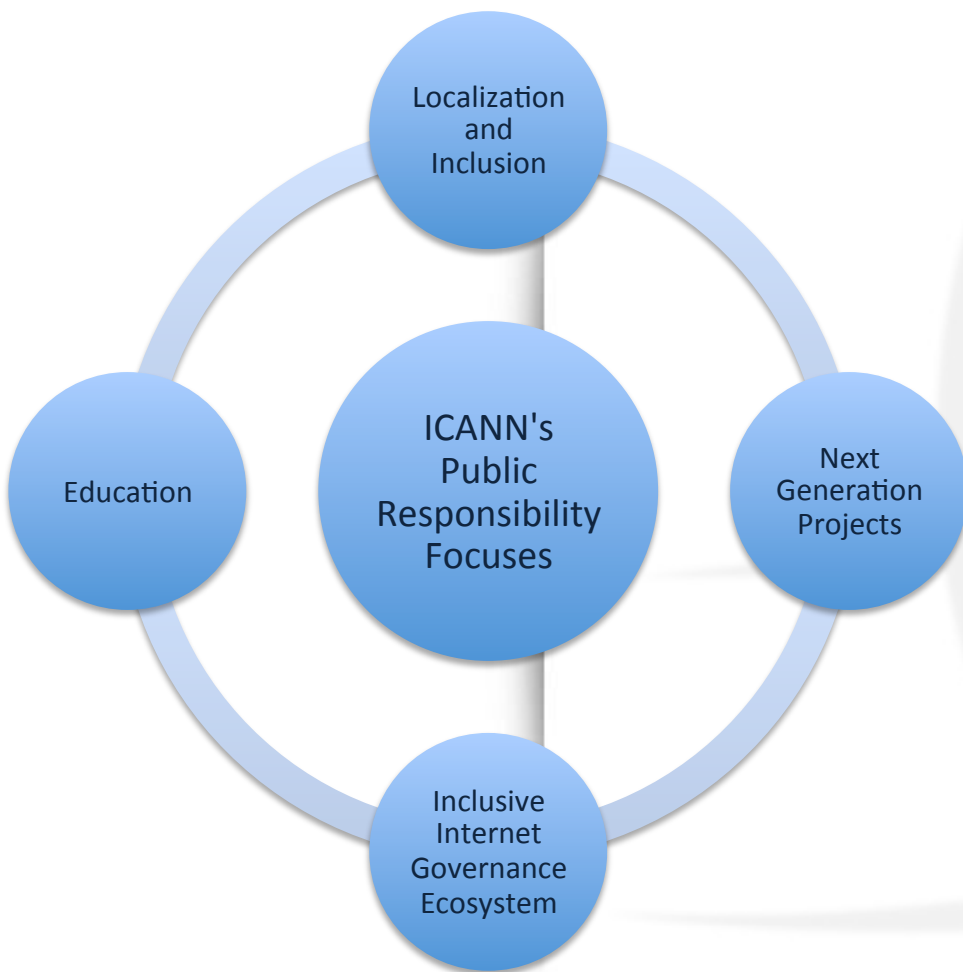 Localization
and
Inclusion
Education
ICANN's
Public
Responsibility
Focuses
Next
Generation
Projects
Inclusive
Internet
Governance
Ecosystem